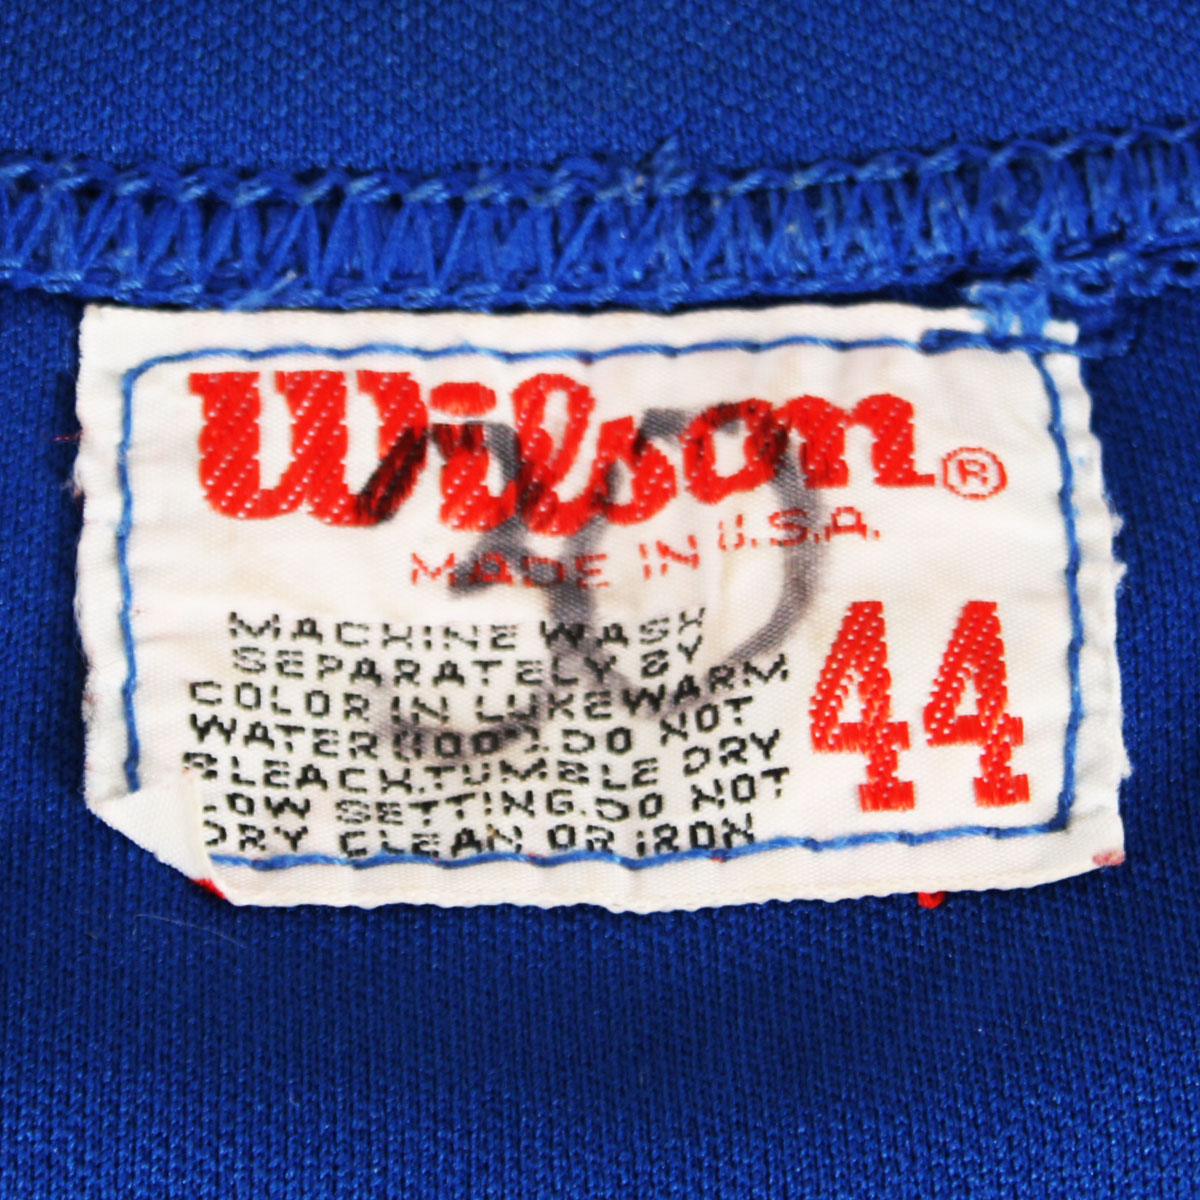 Wilson®
MADE IN U.S.A.
44
MACHINE WASH
SEPARATELY BY
COLOR IN LUKEWARM
WATER (100°).DO NOT
BLEACH.TUMBLE DRY
LOW SETTING.DO NOT
DRY CLEAN OR IRON
30